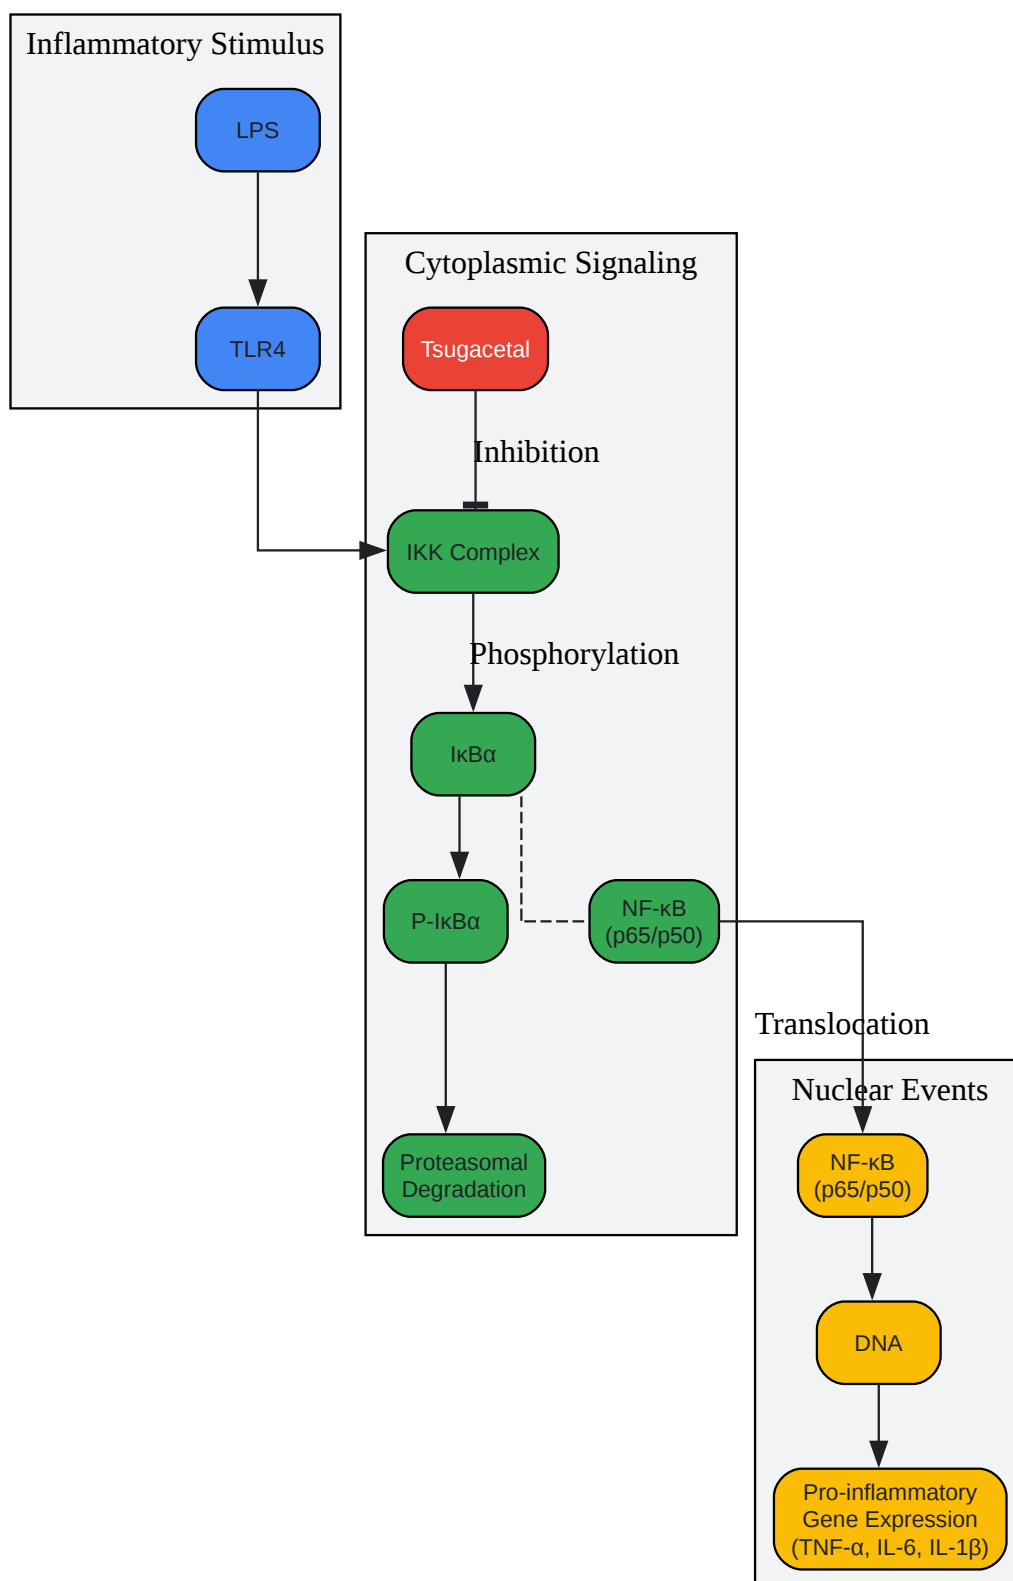 Inflammatory Stimulus
LPS
TLR4
Cytoplasmic Signaling
Tsugacetal
Inhibition
IKK Complex
Phosphorylation
IκBα
P-IκBα
NF-κB
(p65/p50)
Translocation
Proteasomal
Degradation
Nuclear Events
NF-κB
(p65/p50)
DNA
Pro-inflammatory
Gene Expression
(TNF-α, IL-6, IL-1β)